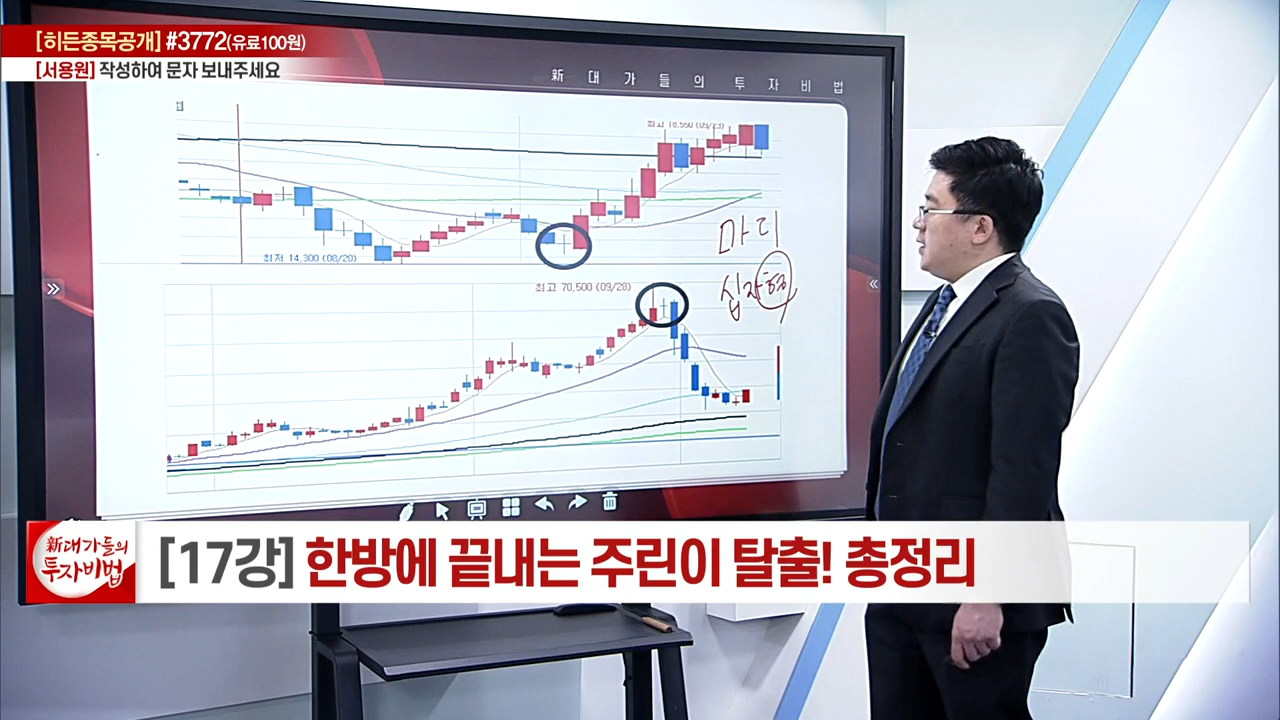 [히든종목공개] #3772(유료100원)
[서용원] 작성하여 문자 보내주세요
新 대가들의 투자비법
최고 18,550 (09/23)
최저 14,300 (08/20)
마디
십자형
최고 70,500 (09/28)
新대가들의
투자비법
[17강] 한방에 끝내는 주린이 탈출! 총정리